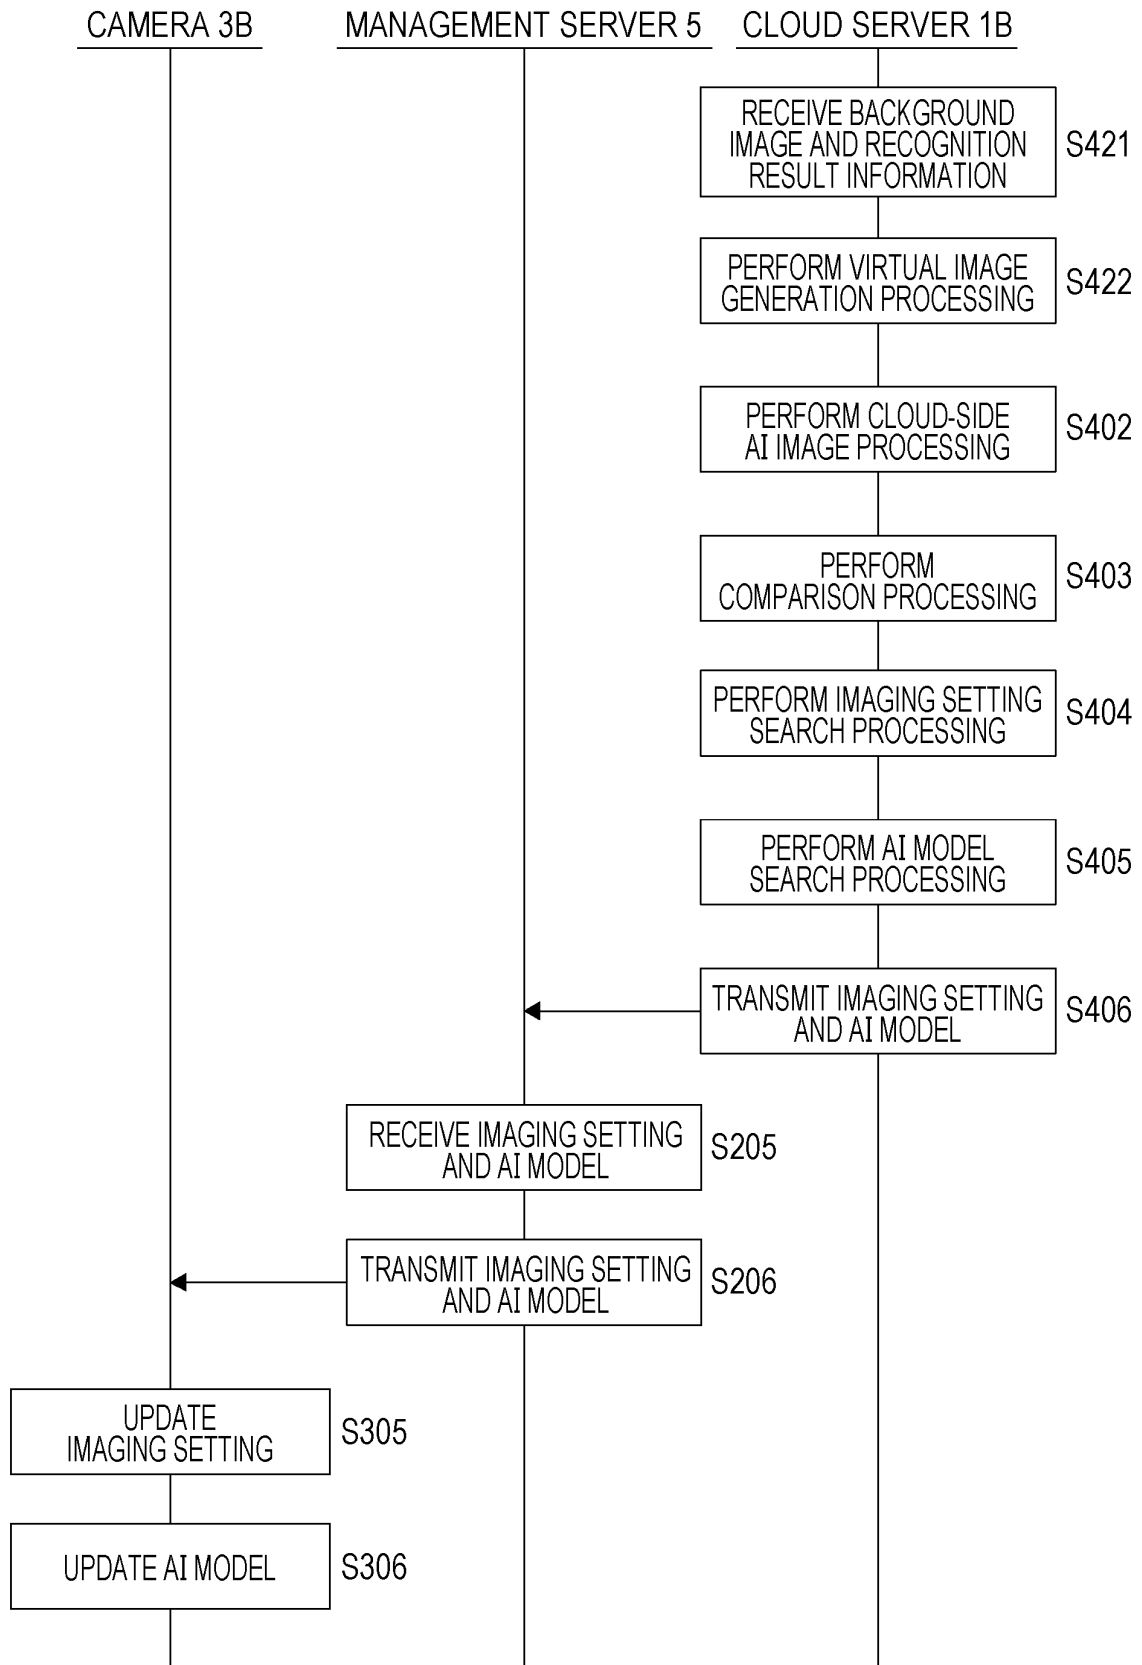 CAMERA 3B
MANAGEMENT SERVER 5
CLOUD SERVER 1B
RECEIVE BACKGROUND
IMAGE AND RECOGNITION
RESULT INFORMATION
S421
PERFORM VIRTUAL IMAGE
GENERATION PROCESSING
S422
PERFORM CLOUD-SIDE
AI IMAGE PROCESSING
S402
PERFORM
COMPARISON PROCESSING
S403
PERFORM IMAGING SETTING
SEARCH PROCESSING
S404
PERFORM AI MODEL
SEARCH PROCESSING
S405
TRANSMIT IMAGING SETTING
AND AI MODEL
S406
RECEIVE IMAGING SETTING
AND AI MODEL
S205
TRANSMIT IMAGING SETTING
AND AI MODEL
S206
UPDATE
IMAGING SETTING
S305
UPDATE AI MODEL
S306